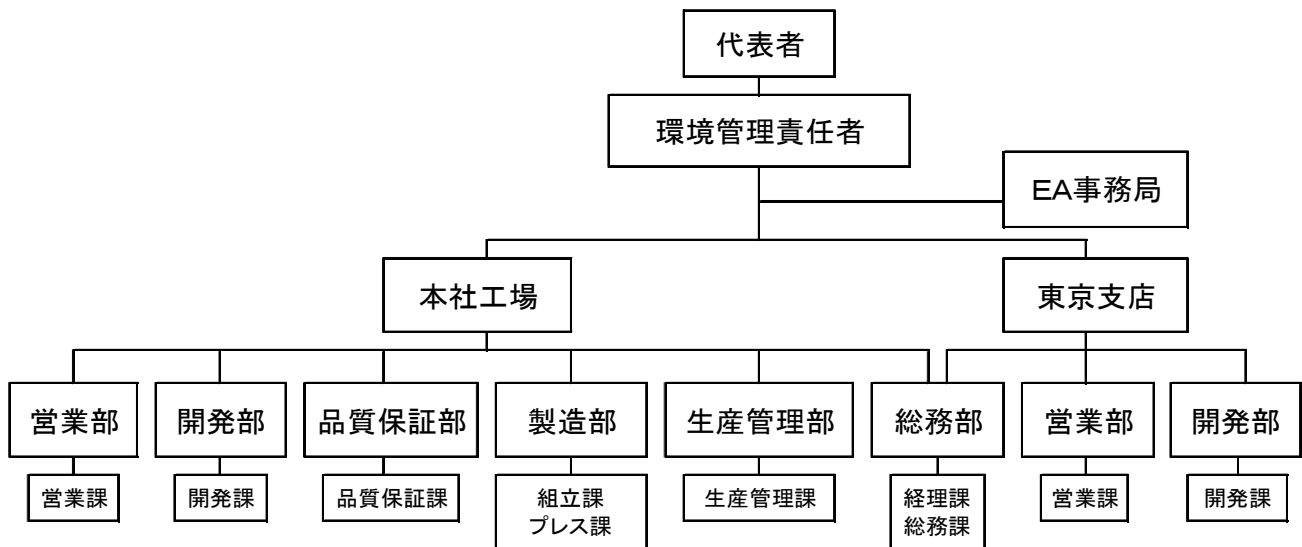 代表者
環境管理責任者
EA事務局
本社工場
東京支店
営業部
開発部
品質保証部
製造部
生産管理部
総務部
営業部
開発部
営業課
開発課
品質保証課
組立課
プレス課
生産管理課
経理課
総務課
営業課
開発課